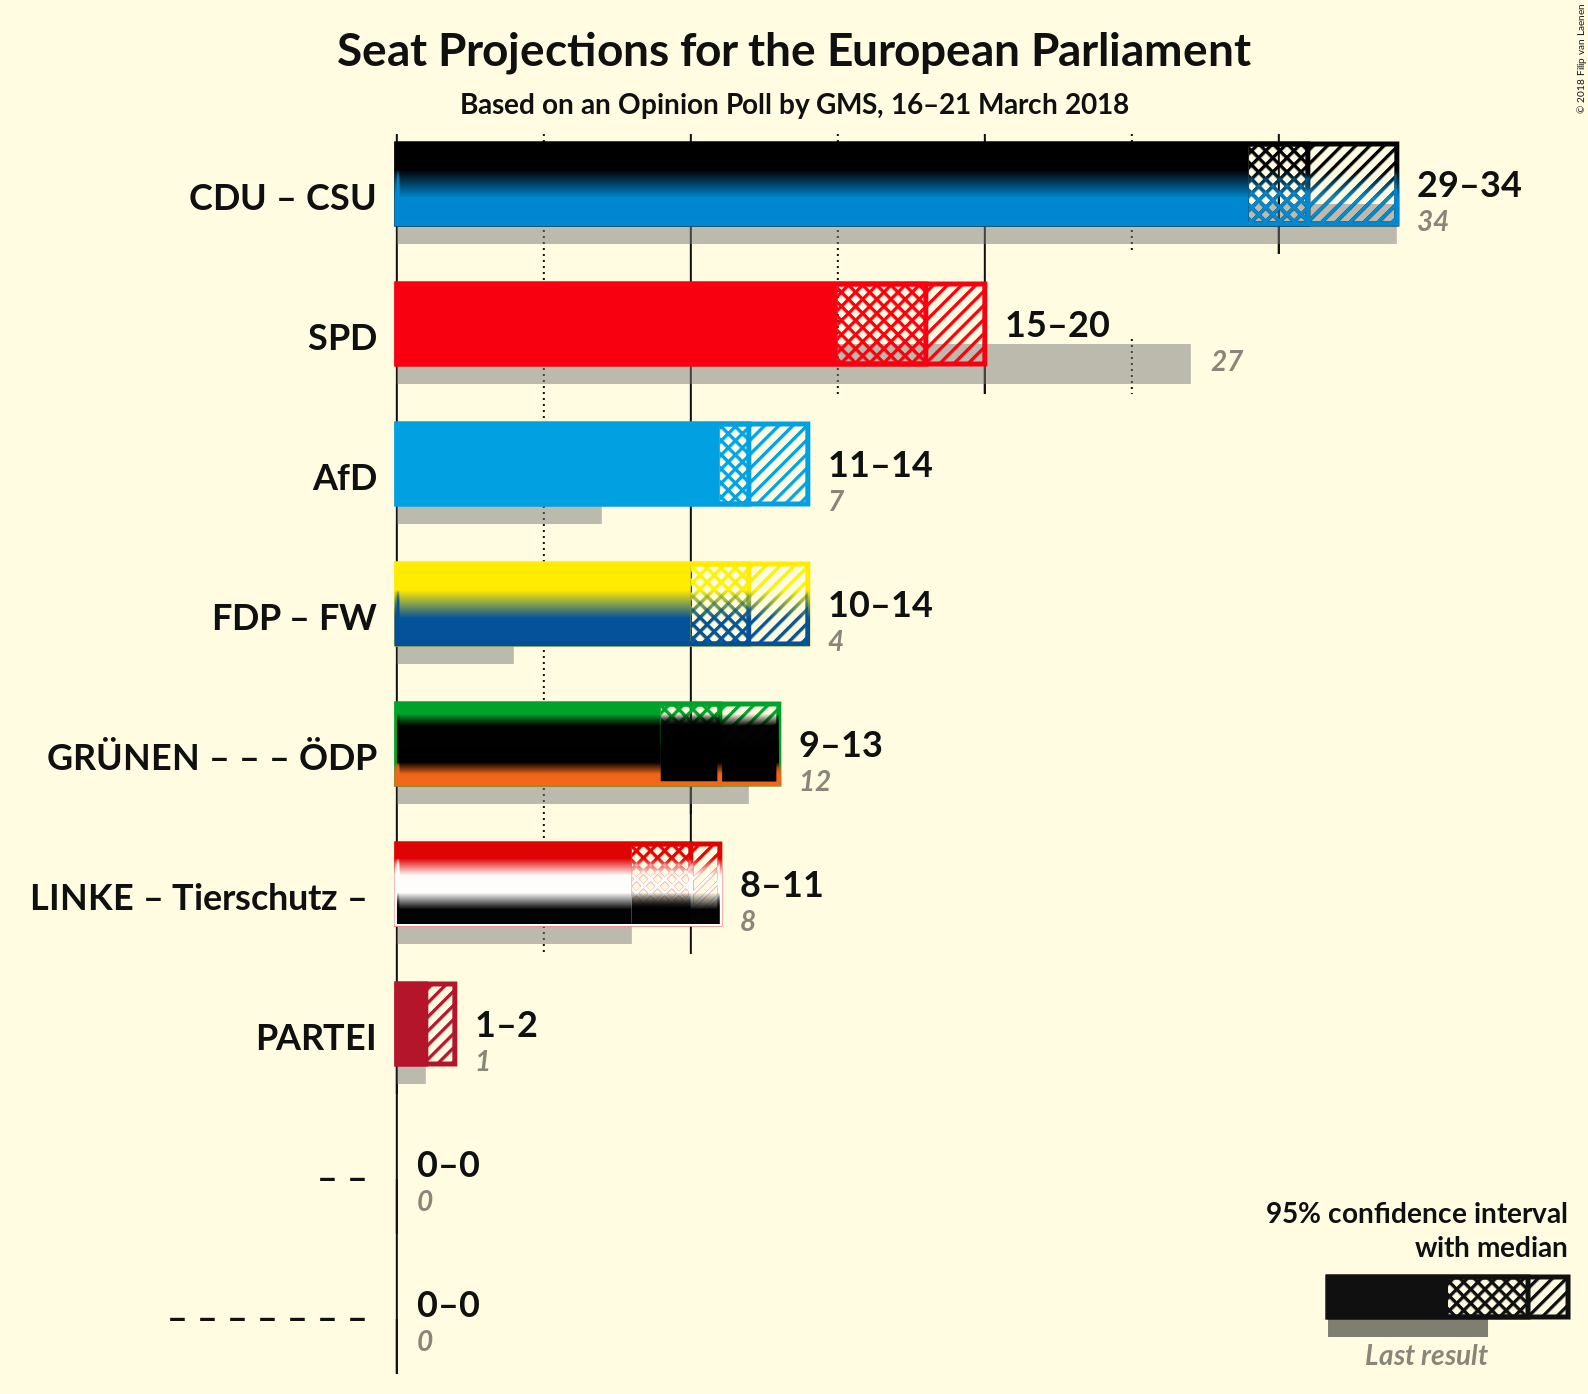 Seat Projections for the European Parliament
Based on an Opinion Poll by GMS, 16–21 March 2018
© 2018 Filip van Laenen
CDU – CSU
29–34
34
SPD
15–20
27
AfD
11–14
7
FDP – FW
10–14
4
GRÜNEN – – – ÖDP
9–13
12
LINKE – Tierschutz –
8–11
8
PARTEI
1–2
1
– –
0–0
0
– – – – – – –
0–0
0
95% confidence interval
with median
Last result